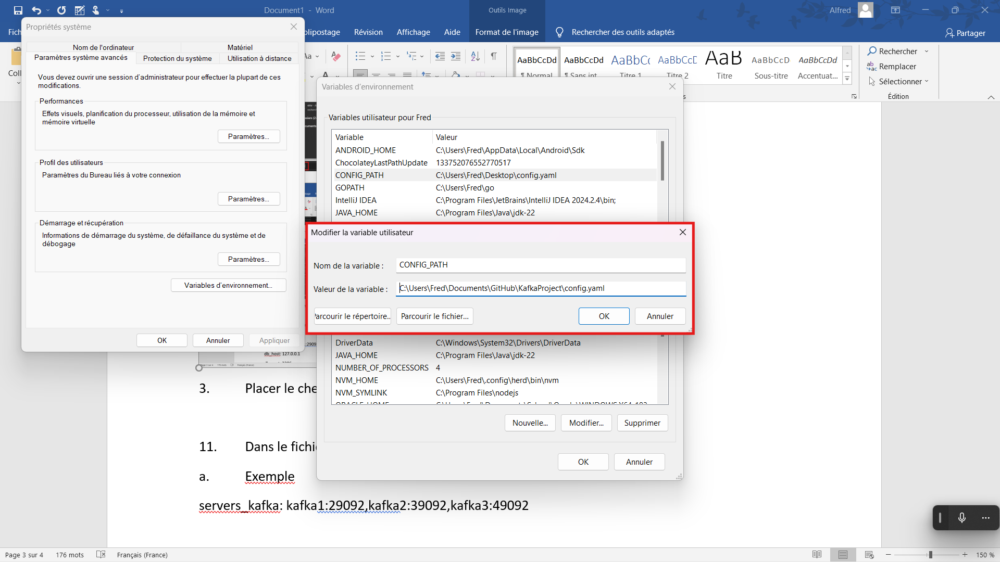 Document1 - Word
Outils Image
Alfred
Publipostage
Révision
Affichage
Aide
Format de l'image
Rechercher des outils adaptés
Partager
Propriétés système
Nom de l'ordinateur
Matériel
Paramètres système avancés
Protection du système
Utilisation à distance
Vous devez ouvrir une session d'administrateur pour effectuer la plupart de ces
modifications.
Performances
Effets visuels, planification du processeur, utilisation de la mémoire et
mémoire virtuelle
Paramètres...
Profil des utilisateurs
Paramètres du Bureau liés à votre connexion
Paramètres...
Démarrage et récupération
Informations de démarrage du système, de défaillance du système et de
débogage
Paramètres...
Variables d'environnement...
OK
Annuler
Appliquer
AaBbCcDd
¶ Normal
AaBbCcDd
¶ Sans int...
AaBbCc
Titre 1
AaBbCcD
Titre 2
AaB
Titre
AaBbCcD
Sous-titre
AaBbCcDd
Accentuat...
Rechercher
Remplacer
Sélectionner
Édition
Variables d'environnement
Variables utilisateur pour Fred
Variable Valeur
ANDROID_HOME C:\Users\Fred\AppData\Local\Android\Sdk
ChocolateyLastPathUpdate 133752076552770517
CONFIG_PATH C:\Users\Fred\Desktop\config.yaml
GOPATH C:\Users\Fred\go
IntelliJ IDEA C:\Program Files\JetBrains\IntelliJ IDEA 2024.2.4\bin;
JAVA_HOME C:\Program Files\Java\jdk-22
Modifier la variable utilisateur
Nom de la variable : CONFIG_PATH
Valeur de la variable : C:\Users\Fred\Documents\GitHub\KafkaProject\config.yaml
Parcourir le répertoire...
Parcourir le fichier...
OK
Annuler
DriverData C:\Windows\System32\Drivers\DriverData
JAVA_HOME C:\Program Files\Java\jdk-22
NUMBER_OF_PROCESSORS 4
NVM_HOME C:\Users\Fred\.config\herd\bin\nvm
NVM_SYMLINK C:\Program Files\nodejs
Nouvelle...
Modifier...
Supprimer
OK
Annuler
db_host: 127.0.0.1
3. Placer le che
11. Dans le fichi
a. Exemple
servers_kafka: kafka1:29092,kafka2:39092,kafka3:49092
Page 3 sur 4
176 mots
Français (France)
150 %